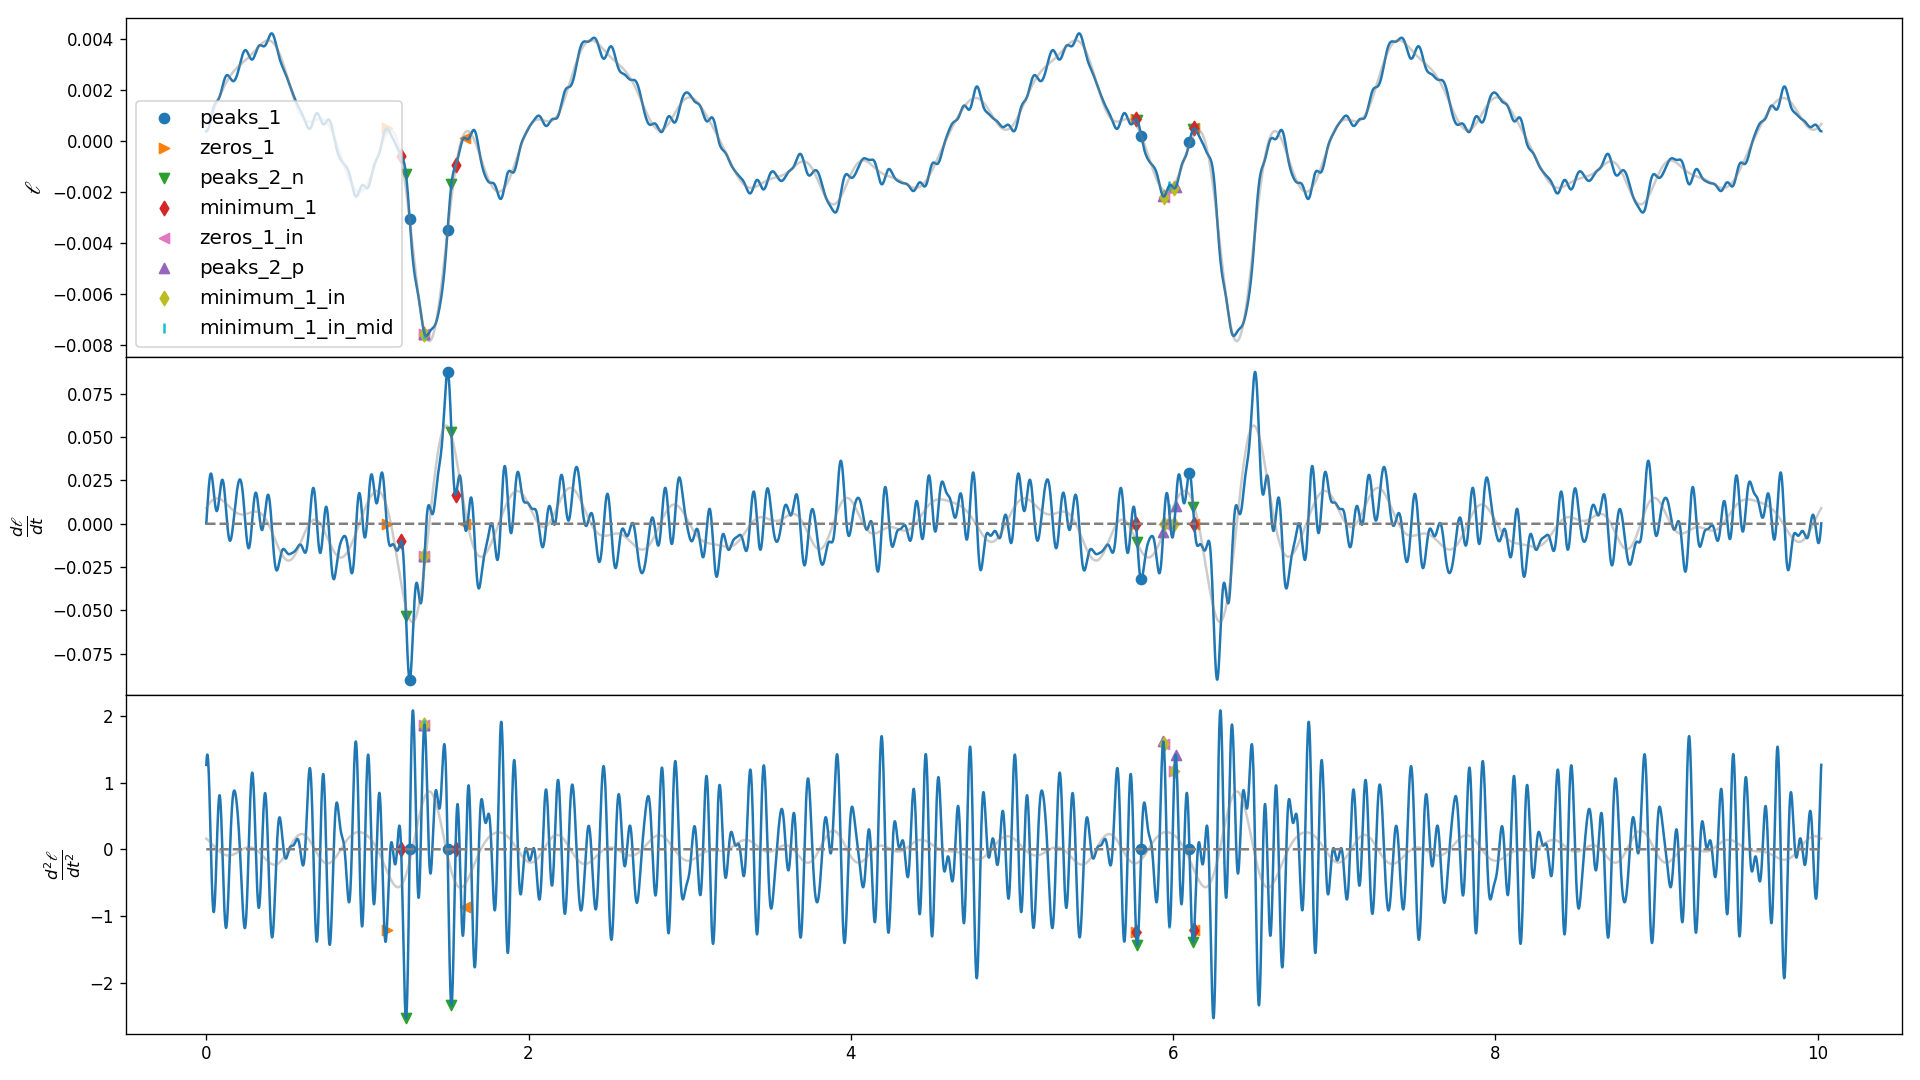 0.004
0.002
0.000
−0.002
−0.004
−0.006
−0.008
ℓ
peaks_1
zeros_1
peaks_2_n
minimum_1
zeros_1_in
peaks_2_p
minimum_1_in
minimum_1_in_mid
0.075
0.050
0.025
0.000
−0.025
−0.050
−0.075
dℓ
dt
2
1
0
−1
−2
d²ℓ
dt²
0 2 4 6 8 10